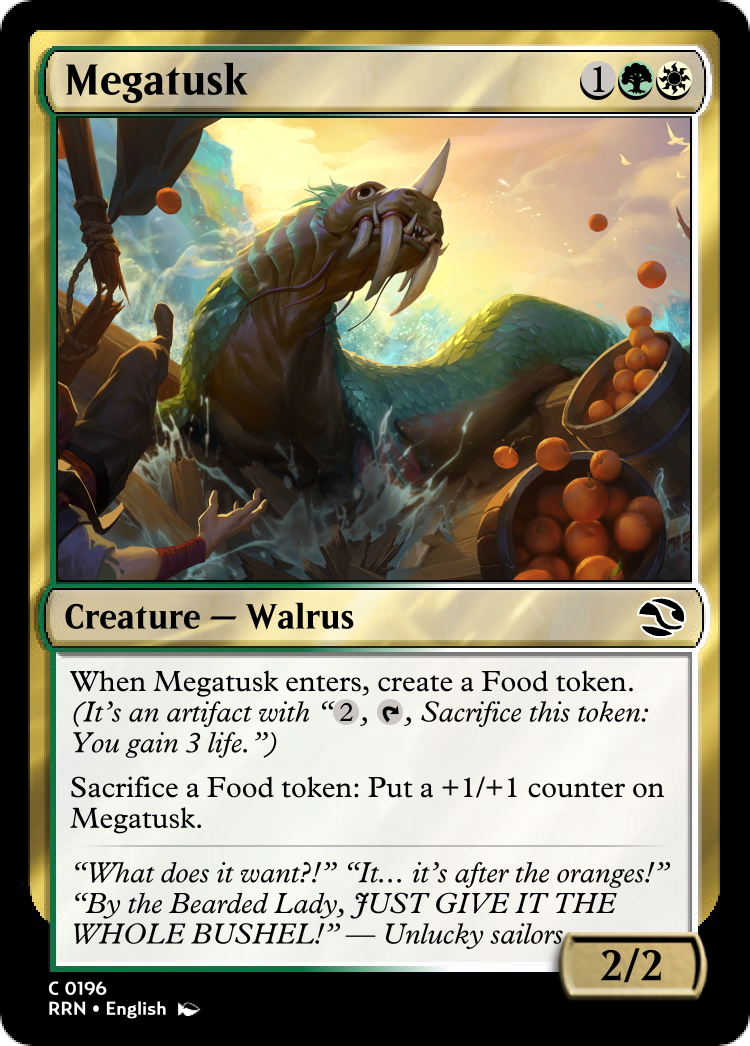 Megatusk 1
Creature — Walrus
When Megatusk enters, create a Food token.
(It's an artifact with “2, , Sacrifice this token:
You gain 3 life.”)
Sacrifice a Food token: Put a +1/+1 counter on
Megatusk.
“What does it want?!” “It... it's after the oranges!”
“By the Bearded Lady, JUST GIVE IT THE
WHOLE BUSHEL!” — Unlucky sailors
2/2
C 0196
RRN • English